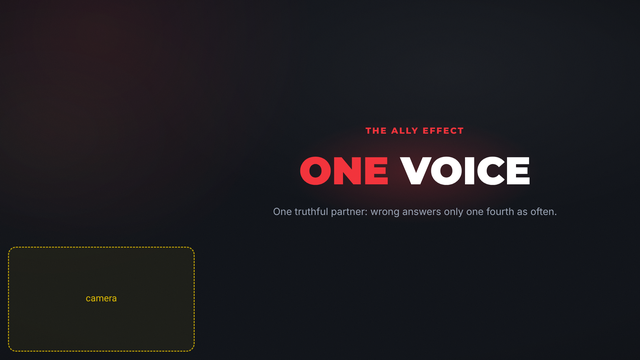 THE ALLY EFFECT
ONE VOICE
One truthful partner: wrong answers only one fourth as often.
camera